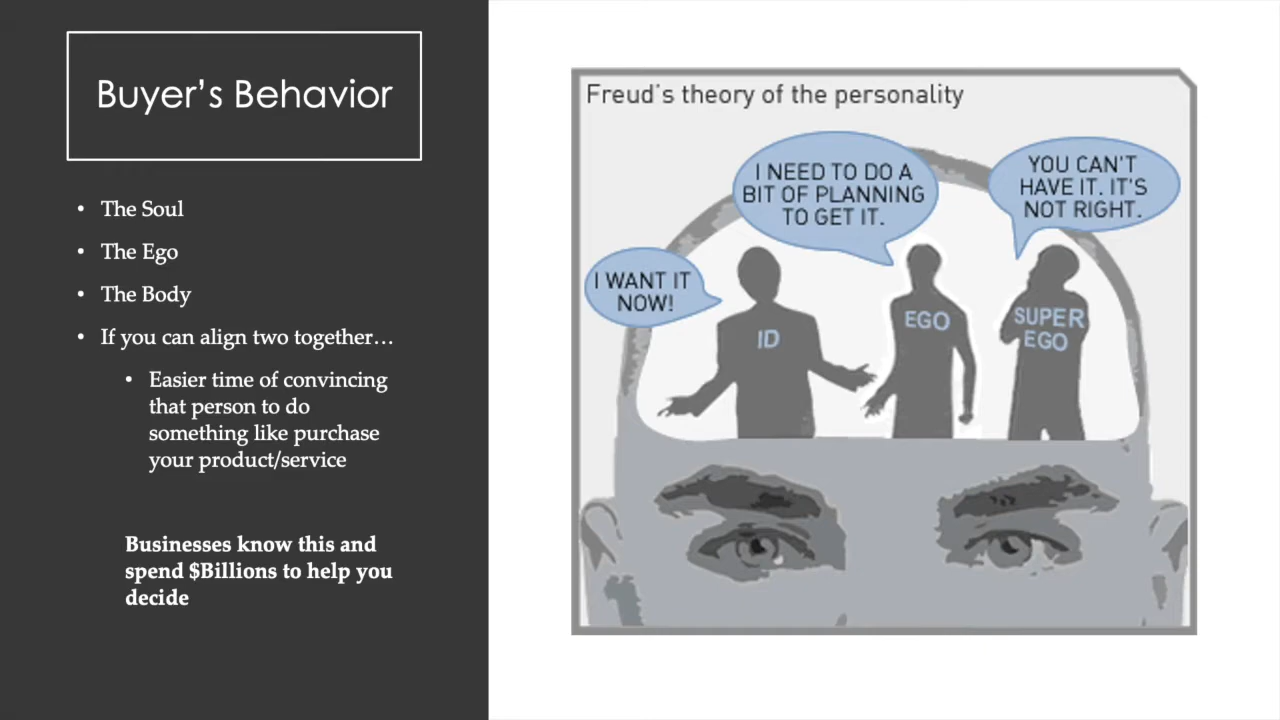 Buyer’s Behavior
• The Soul
• The Ego
• The Body
• If you can align two together…
• Easier time of convincing
that person to do
something like purchase
your product/service
Businesses know this and
spend $Billions to help you
decide
Freud's theory of the personality
I WANT IT
NOW!
I NEED TO DO A
BIT OF PLANNING
TO GET IT.
YOU CAN'T
HAVE IT. IT'S
NOT RIGHT.
ID
EGO
SUPER
EGO